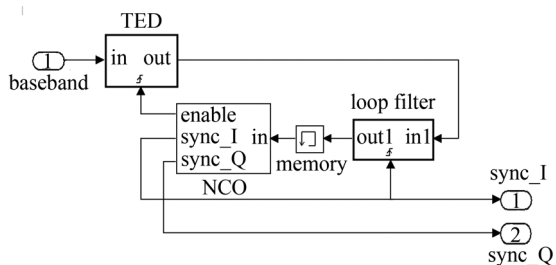 TED
1
in out
baseband
loop filter
enable
sync_I
in
out1 in1
sync_Q
memory
sync_I
NCO
1
2
sync_Q